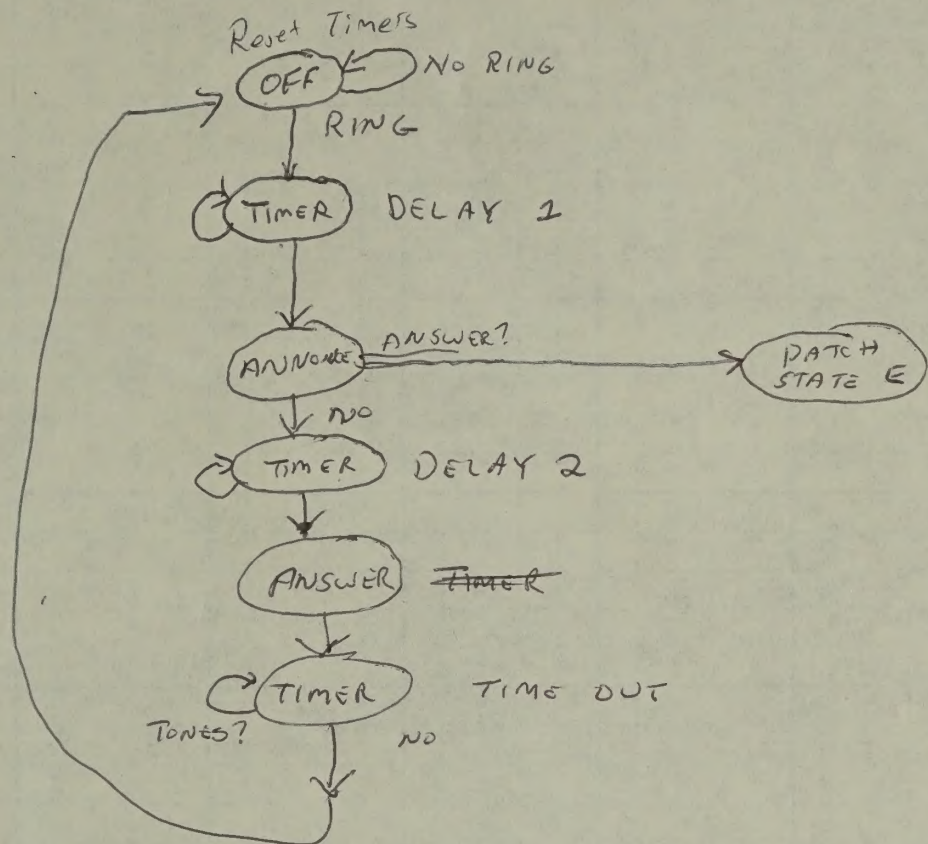 Reset Timers
OFF
NO RING
RING
TIMER DELAY 1
ANSWER?
PATCH
STATE E
NO
TIMER DELAY 2
ANSWER TIMER
TIMER TIME OUT
TONES?
NO